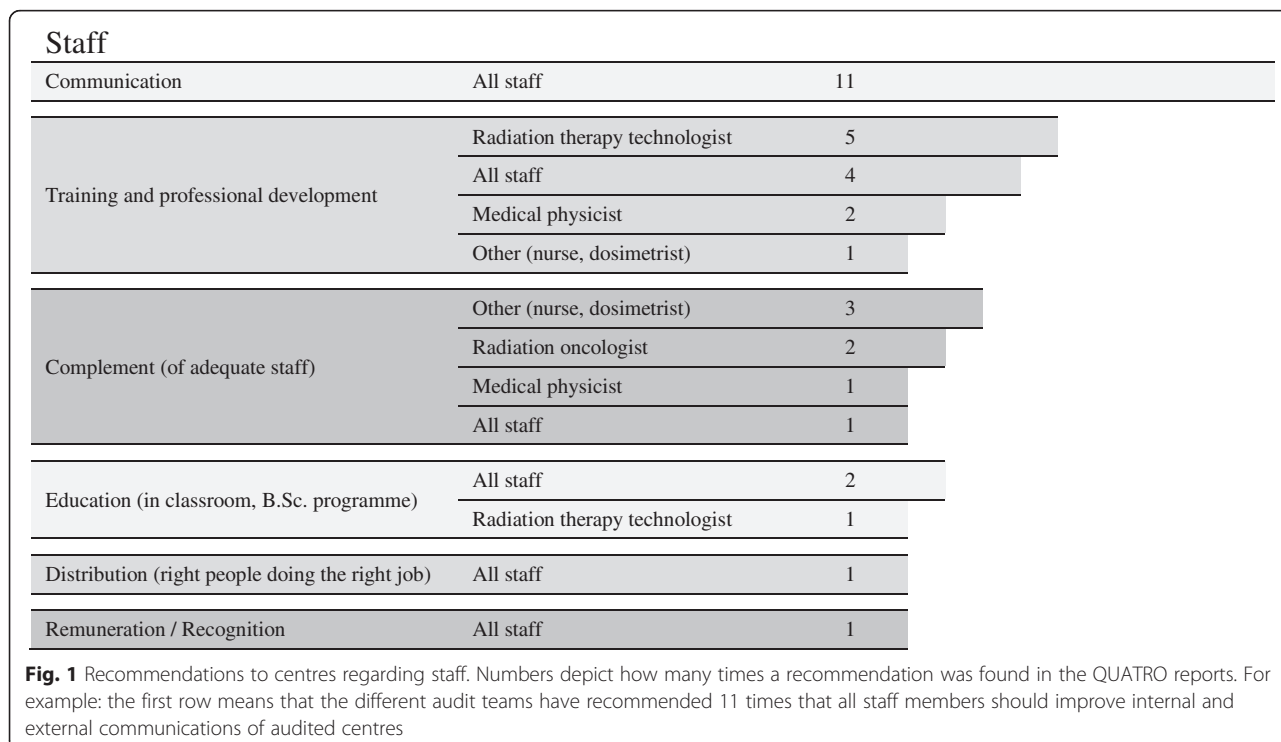 Staff
Communication All staff 11
Training and professional development
Radiation therapy technologist 5
All staff 4
Medical physicist 2
Other (nurse, dosimetrist) 1
Complement (of adequate staff)
Other (nurse, dosimetrist) 3
Radiation oncologist 2
Medical physicist 1
All staff 1
Education (in classroom, B.Sc. programme)
All staff 2
Radiation therapy technologist 1
Distribution (right people doing the right job) All staff 1
Remuneration / Recognition All staff 1
Fig. 1 Recommendations to centres regarding staff. Numbers depict how many times a recommendation was found in the QUATRO reports. For
example: the first row means that the different audit teams have recommended 11 times that all staff members should improve internal and
external communications of audited centres